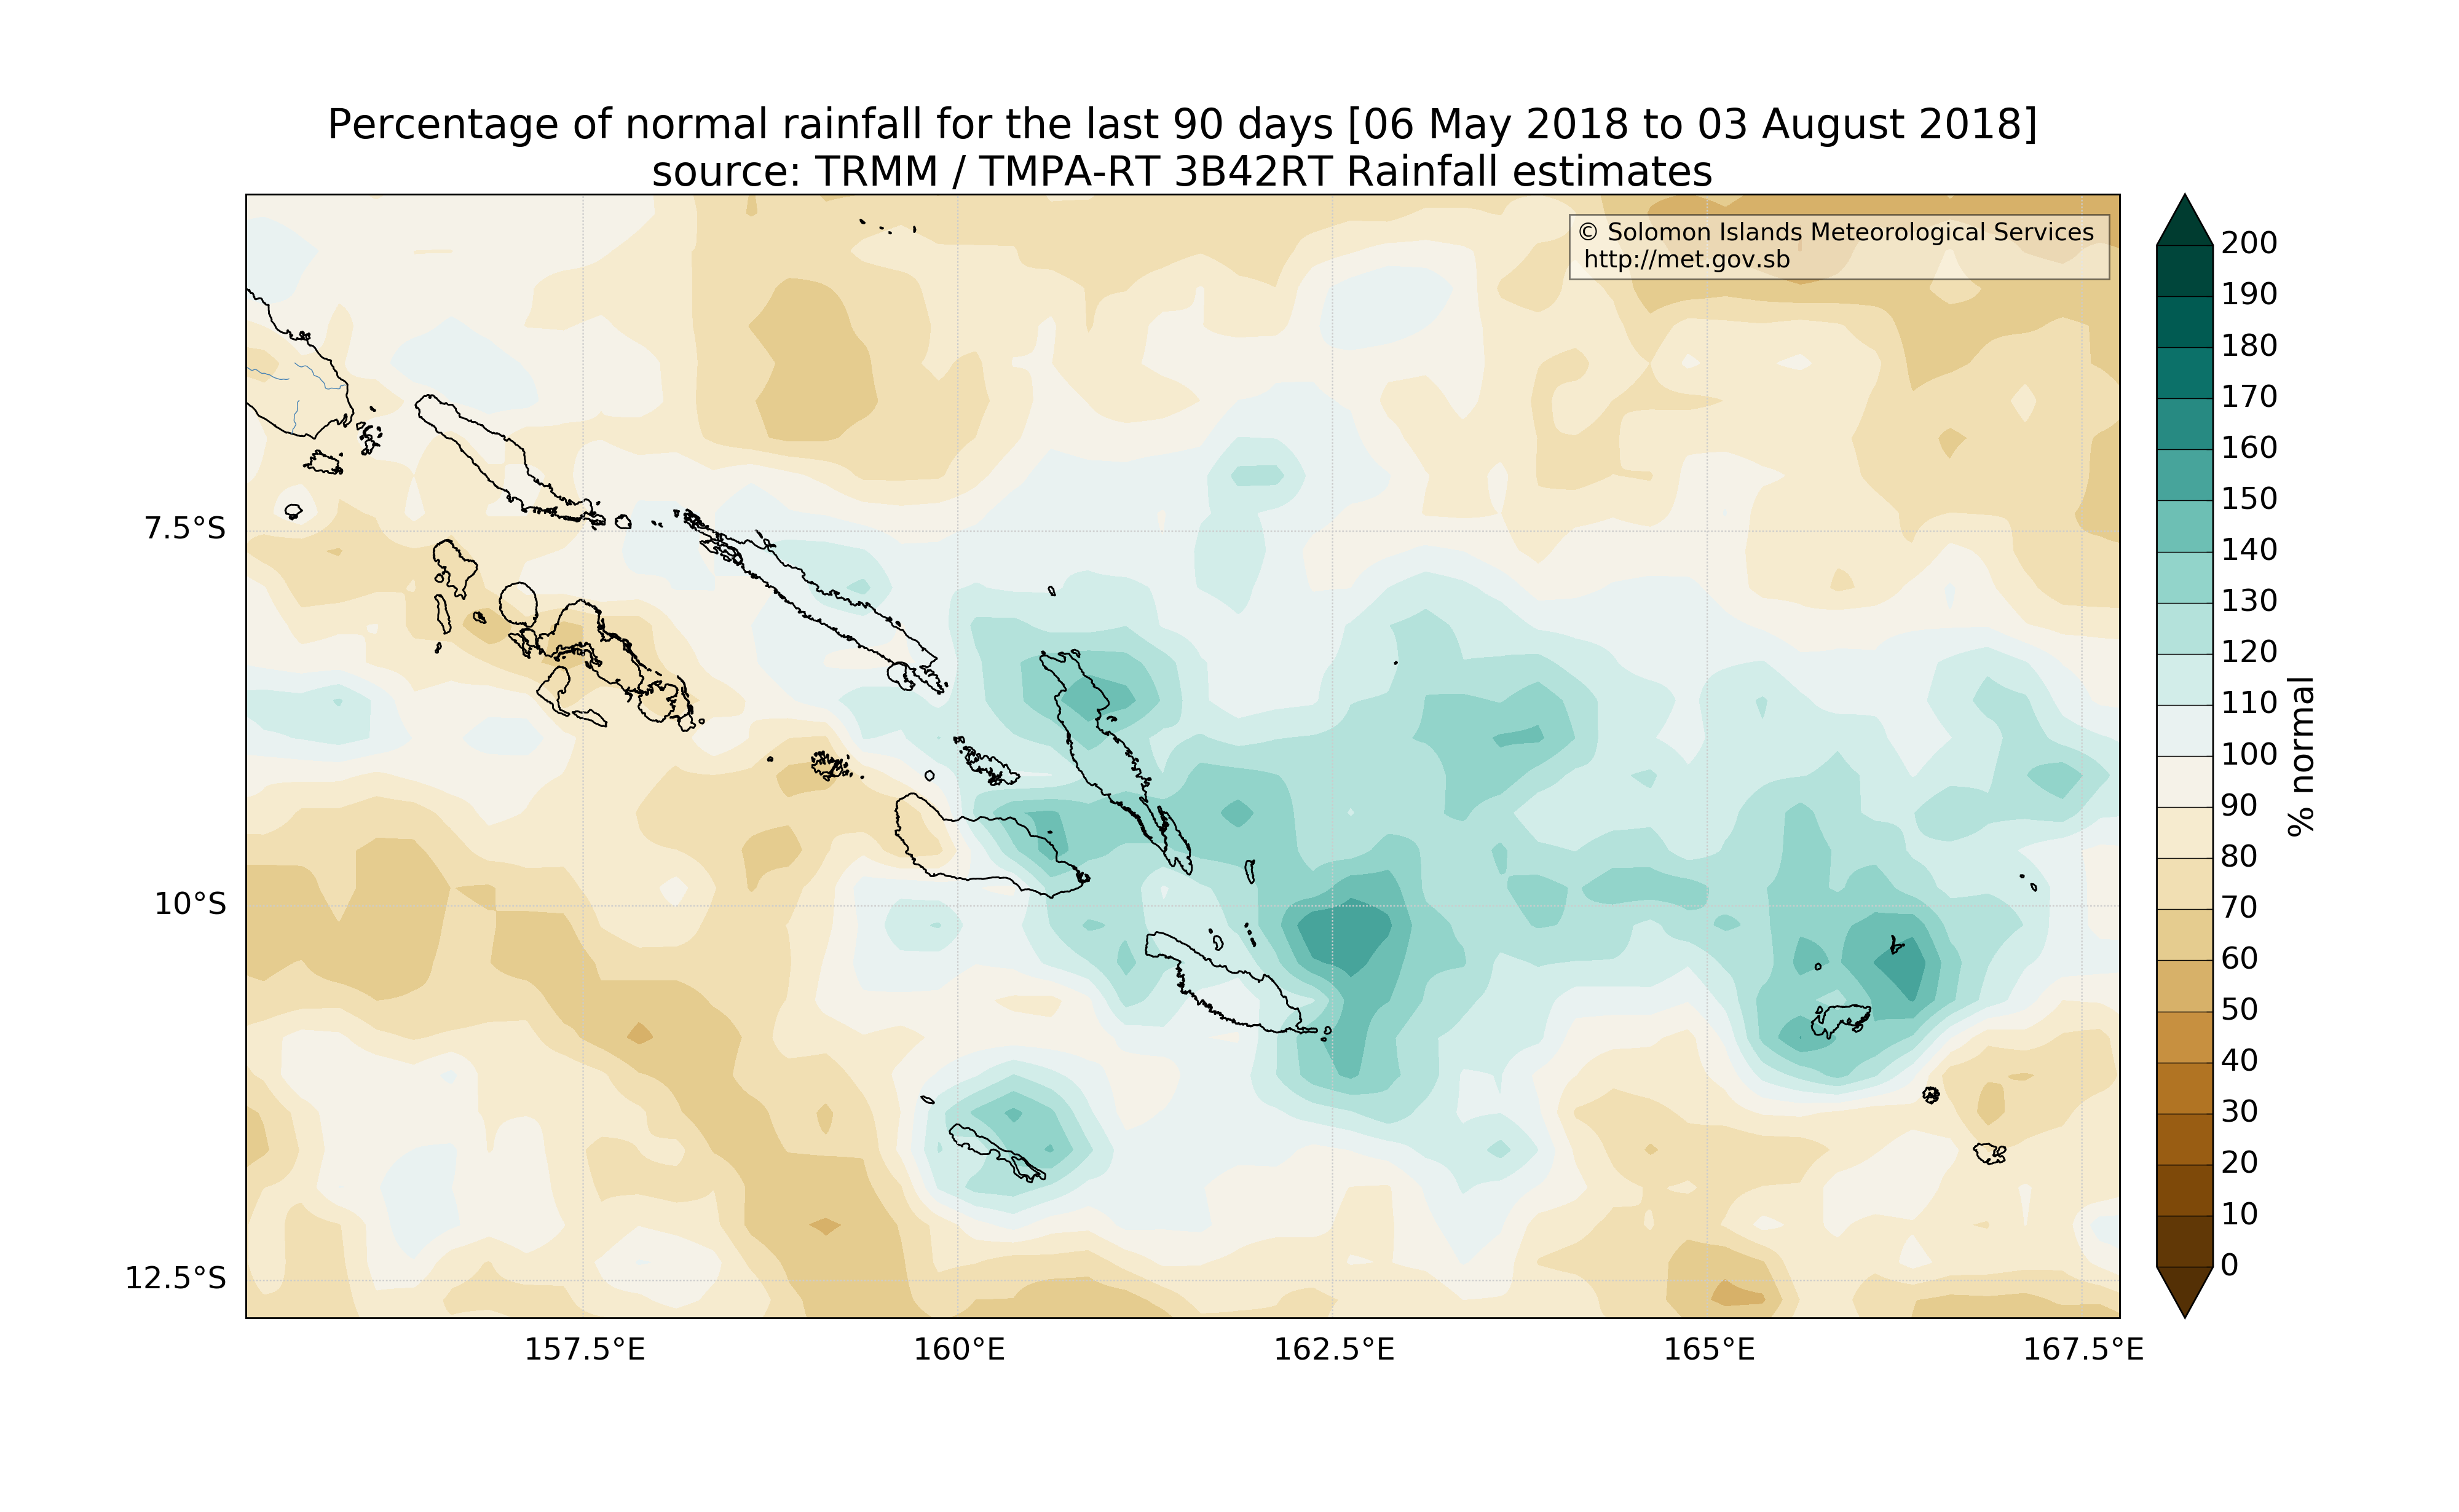 Percentage of normal rainfall for the last 90 days [06 May 2018 to 03 August 2018]
source: TRMM / TMPA-RT 3B42RT Rainfall estimates
© Solomon Islands Meteorological Services
http://met.gov.sb
7.5°S
10°S
12.5°S
157.5°E
160°E
162.5°E
165°E
167.5°E
200
190
180
170
160
150
140
130
120
110
100
90
80
70
60
50
40
30
20
10
0
% normal